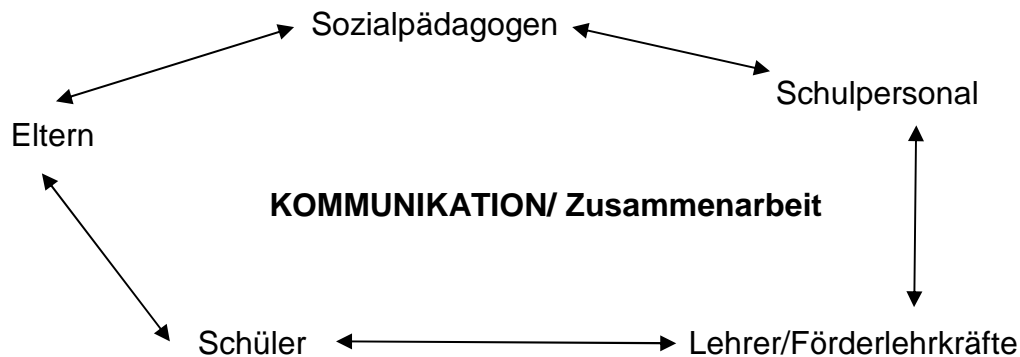 Sozialpädagogen
Schulpersonal
Eltern
KOMMUNIKATION/ Zusammenarbeit
Schüler
Lehrer/Förderlehrkräfte